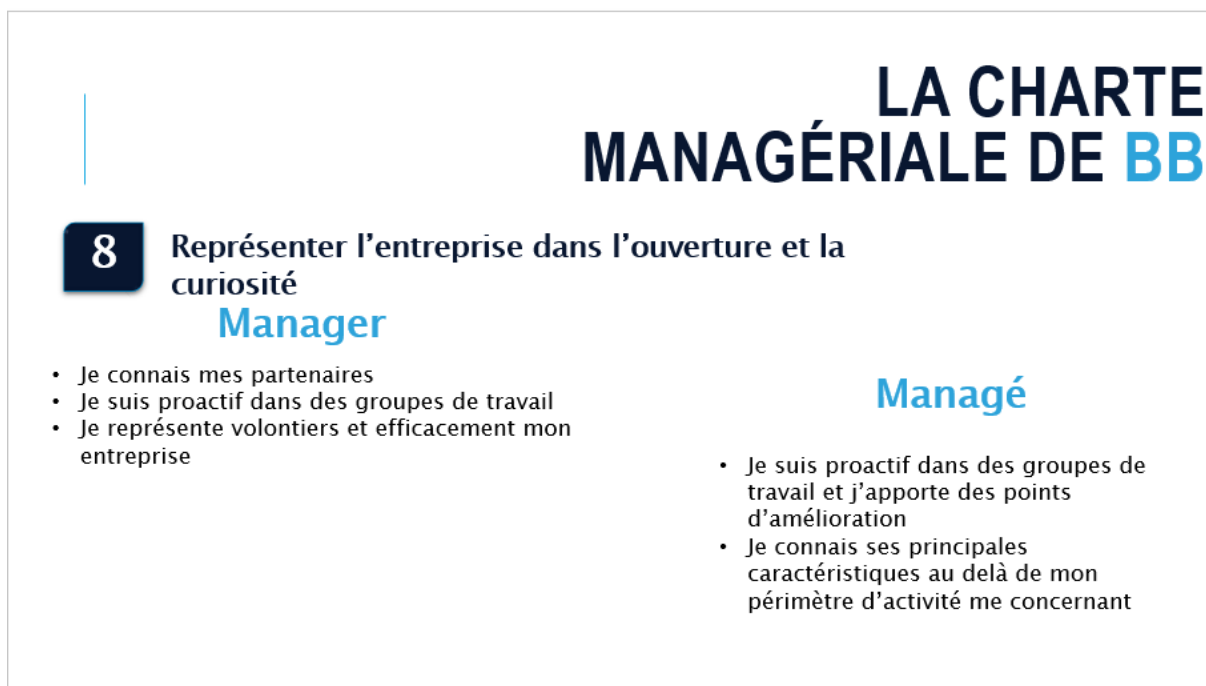 LA CHARTE
MANAGÉRIALE DE BB
8
Représenter l’entreprise dans l’ouverture et la
curiosité
Manager
• Je connais mes partenaires
• Je suis proactif dans des groupes de travail
• Je représente volontiers et efficacement mon
entreprise
Managé
• Je suis proactif dans des groupes de
travail et j’apporte des points
d’amélioration
• Je connais ses principales
caractéristiques au delà de mon
périmètre d’activité me concernant